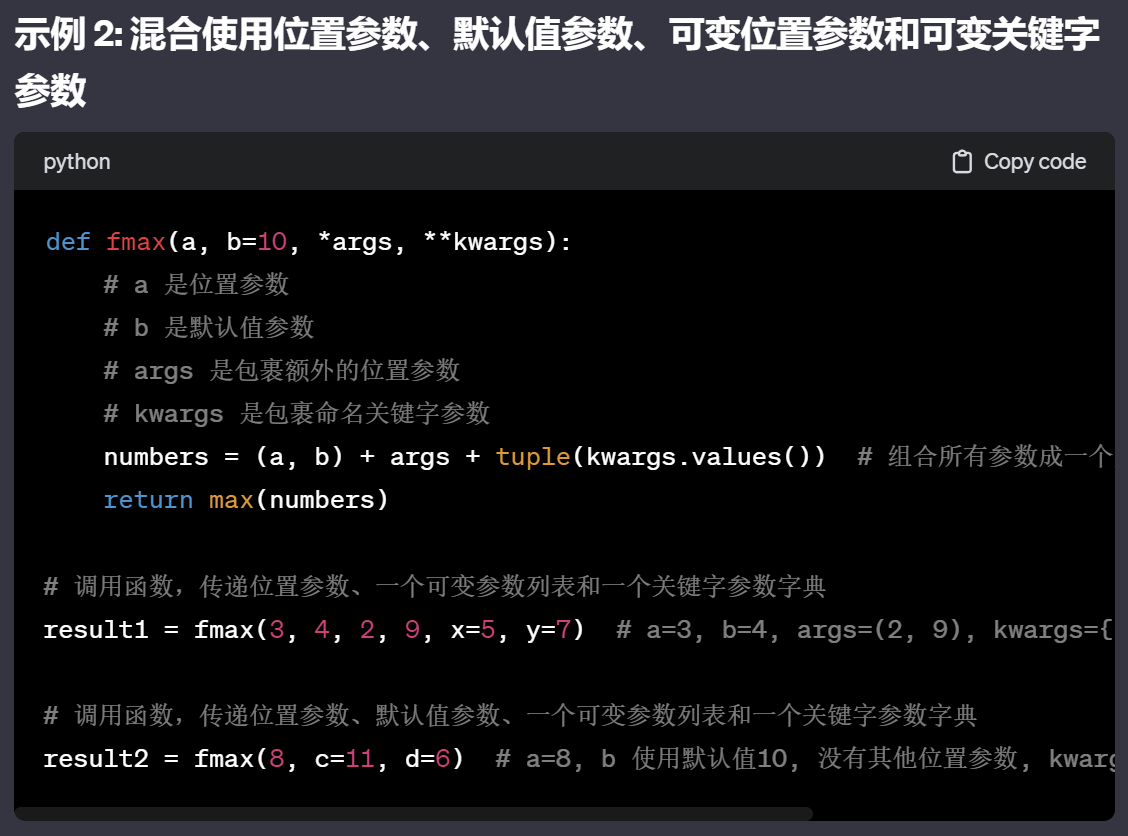 示例 2: 混合使用位置参数、默认值参数、可变位置参数和可变关键字
参数
python
Copy code
def fmax(a, b=10, *args, **kwargs):
    # a 是位置参数
    # b 是默认值参数
    # args 是包裹额外的位置参数
    # kwargs 是包裹命名关键字参数
    numbers = (a, b) + args + tuple(kwargs.values())  # 组合所有参数成一个
    return max(numbers)
# 调用函数，传递位置参数、一个可变参数列表和一个关键字参数字典
result1 = fmax(3, 4, 2, 9, x=5, y=7)  # a=3, b=4, args=(2, 9), kwargs={
# 调用函数，传递位置参数、默认值参数、一个可变参数列表和一个关键字参数字典
result2 = fmax(8, c=11, d=6)  # a=8, b 使用默认值10, 没有其他位置参数, kwarg